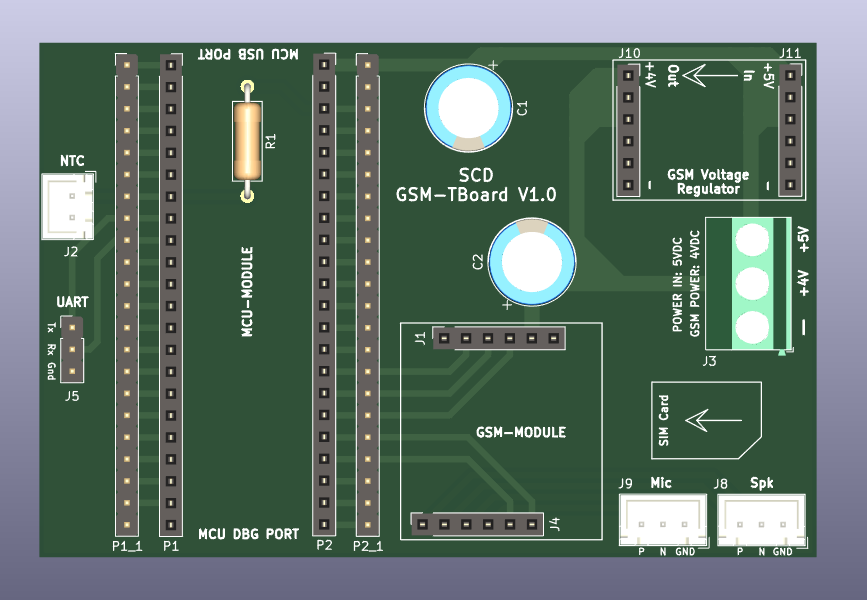 MCU USB PORT
J10
J11
+4V
Out
In
+5V
+
C1
R1
NTC
SCD
GSM-TBoard V1.0
GSM Voltage
Regulator
-
-
J2
C2
+
MCU-MODULE
POWER IN: 5VDC
GSM POWER: 4VDC
+5V
+4V
-
J3
UART
Tx
Rx
Gnd
J5
J1
SIM Card
GSM-MODULE
J9
Mic
J8
Spk
J4
MCU DBG PORT
P1_1
P1
P2
P2_1
P N GND
P N GND